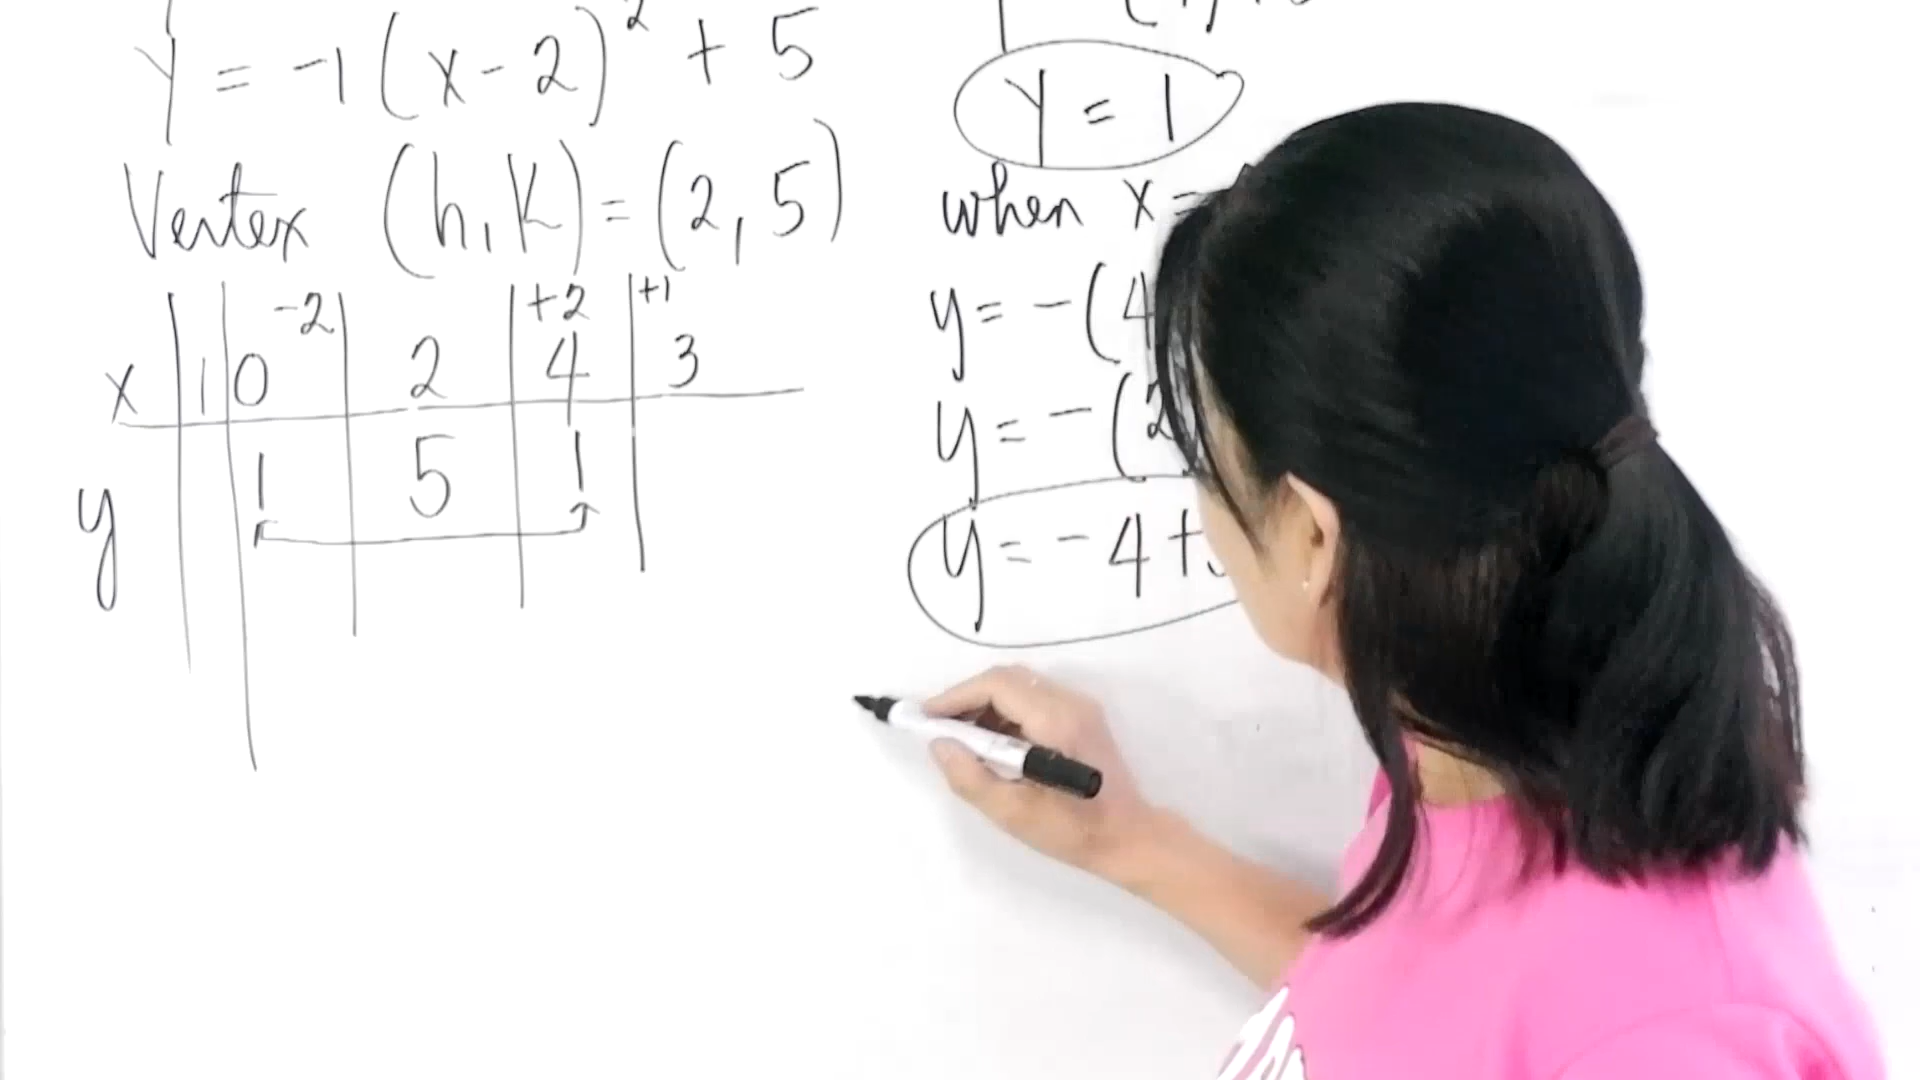 Y = -1 (x - 2)² + 5
Vertex (h, K) = (2, 5)
-2 +2 +1
x 1 0 2 4 3
y 1 5 1
Y = 1
when x =
y = - (4
y = - (2
y = - 4 +